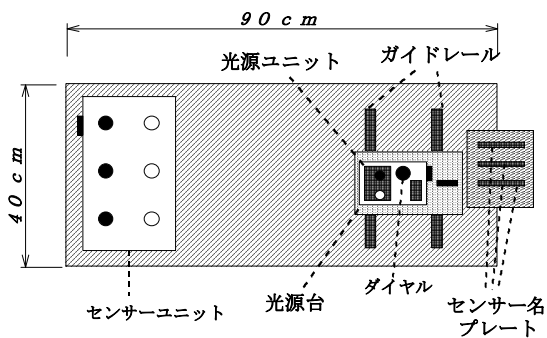 90cm
光源ユニット
ガイドレール
40cm
センサーユニット
光源台
ダイヤル
センサー名
プレート